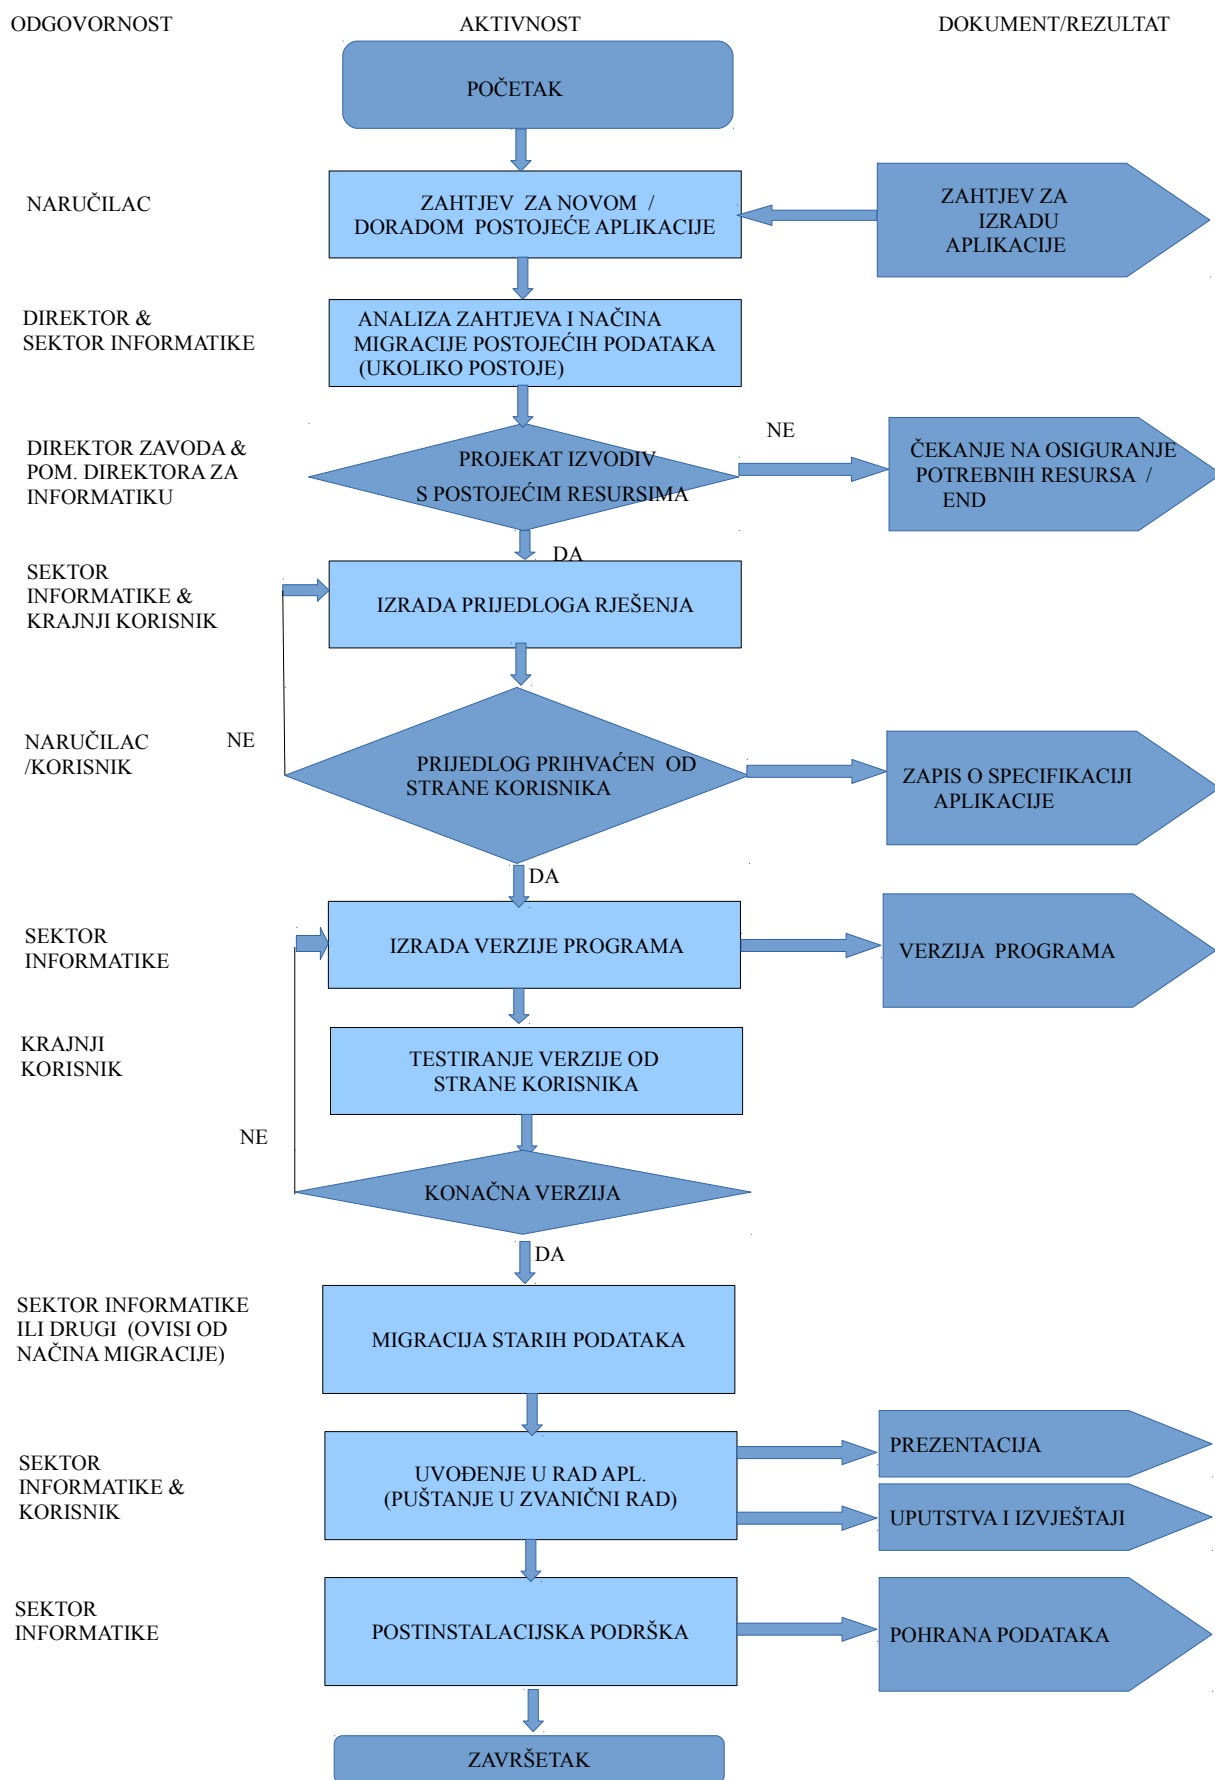 ODGOVORNOST
AKTIVNOST
DOKUMENT/REZULTAT
POČETAK
NARUČILAC
ZAHTJEV ZA NOVOM /
DORADOM POSTOJEĆE APLIKACIJE
ZAHTJEV ZA
IZRADU
APLIKACIJE
DIREKTOR &
SEKTOR INFORMATIKE
ANALIZA ZAHTJEVA I NAČINA
MIGRACIJE POSTOJEĆIH PODATAKA
(UKOLIKO POSTOJE)
DIREKTOR ZAVODA &
POM. DIREKTORA ZA
INFORMATIKU
PROJEKAT IZVODIV
S POSTOJEĆIM RESURSIMA
NE
ČEKANJE NA OSIGURANJE
POTREBNIH RESURSA /
END
DA
SEKTOR
INFORMATIKE &
KRAJNJI KORISNIK
IZRADA PRIJEDLOGA RJEŠENJA
NARUČILAC
/KORISNIK
NE
PRIJEDLOG PRIHVAĆEN OD
STRANE KORISNIKA
ZAPIS O SPECIFIKACIJI
APLIKACIJE
DA
SEKTOR
INFORMATIKE
IZRADA VERZIJE PROGRAMA
VERZIJA PROGRAMA
KRAJNJI
KORISNIK
TESTIRANJE VERZIJE OD
STRANE KORISNIKA
NE
KONAČNA VERZIJA
DA
SEKTOR INFORMATIKE
ILI DRUGI (OVISI OD
NAČINA MIGRACIJE)
MIGRACIJA STARIH PODATAKA
SEKTOR
INFORMATIKE &
KORISNIK
UVOĐENJE U RAD APL.
(PUŠTANJE U ZVANIČNI RAD)
PREZENTACIJA
UPUTSTVA I IZVJEŠTAJI
SEKTOR
INFORMATIKE
POSTINSTALACIJSKA PODRŠKA
POHRANA PODATAKA
ZAVRŠETAK